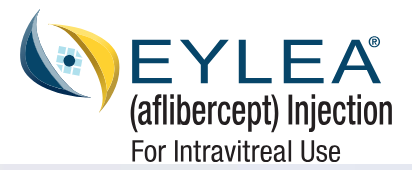 EYLEA®
(aflibercept) Injection
For Intravitreal Use